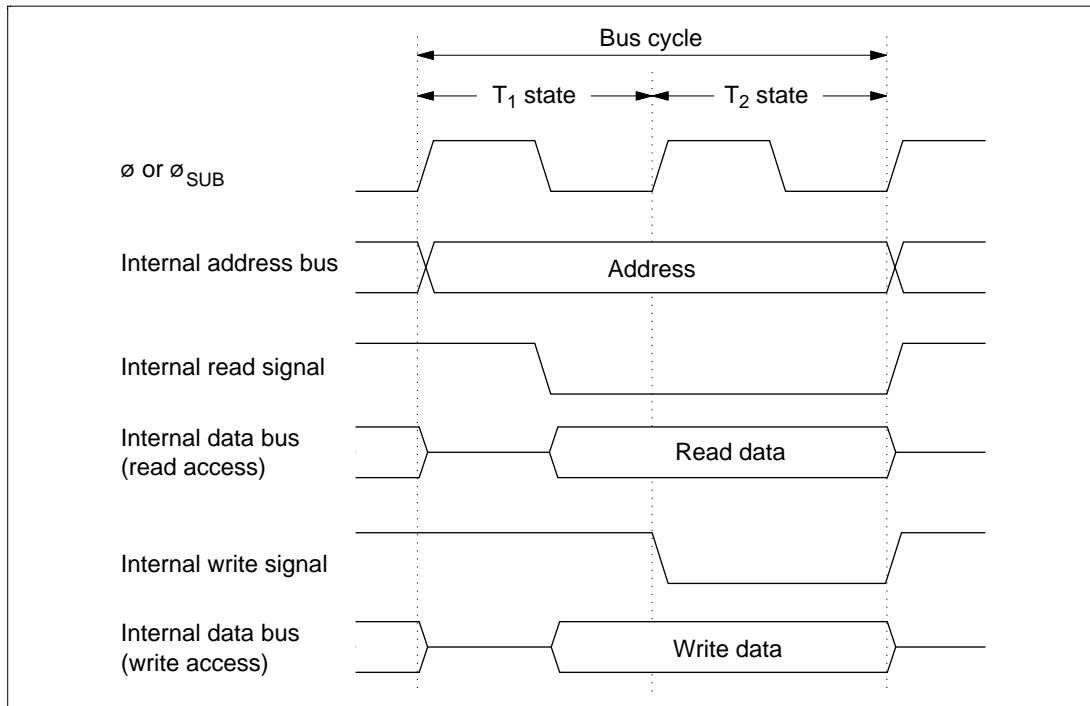 Bus cycle
T₁ state
T₂ state
ø or ø_SUB
Internal address bus
Address
Internal read signal
Internal data bus
(read access)
Read data
Internal write signal
Internal data bus
(write access)
Write data